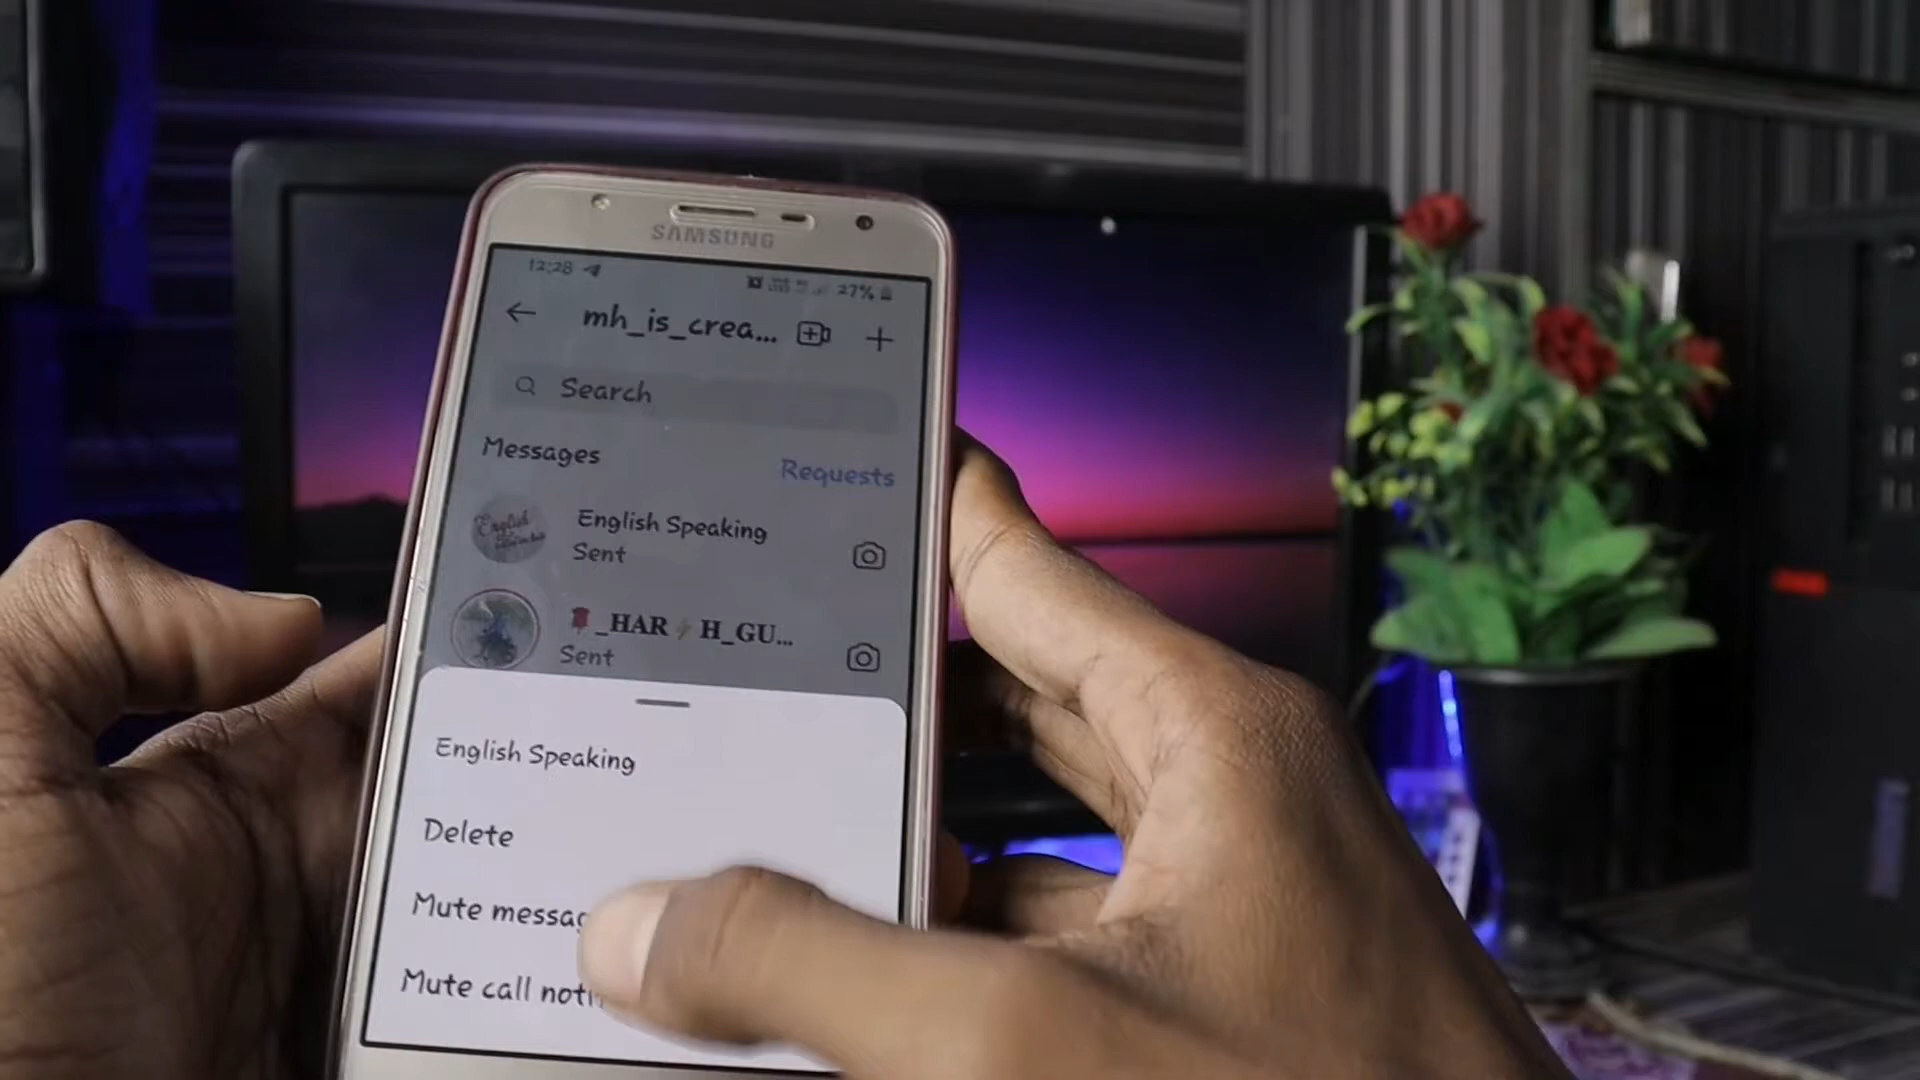 SAMSUNG
12:28
27%
mh_is_crea...
Search
Messages
Requests
English Speaking
Sent
_HAR⚡H_GU...
Sent
English Speaking
Delete
Mute messag
Mute call noti